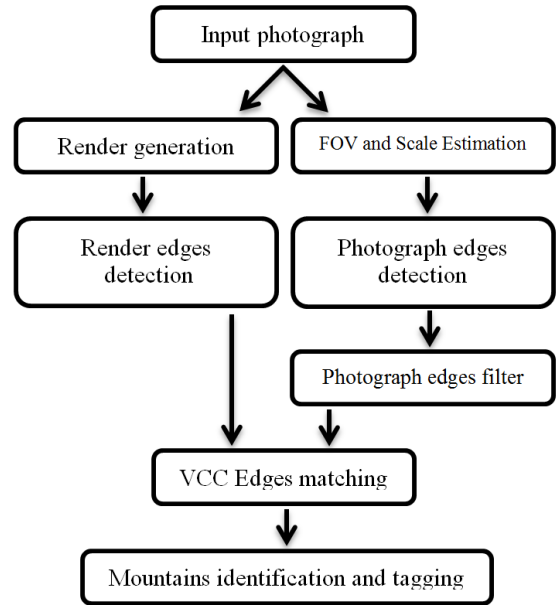 Input photograph
Render generation
FOV and Scale Estimation
Render edges
detection
Photograph edges
detection
Photograph edges filter
VCC Edges matching
Mountains identification and tagging